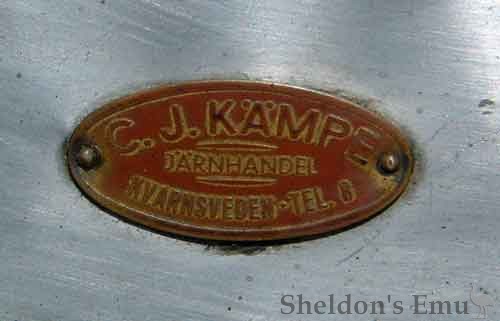 C. J. KÄMPE
JÄRNHANDEL
KVARNSVEDEN-TEL. 6
Sheldon's Emu